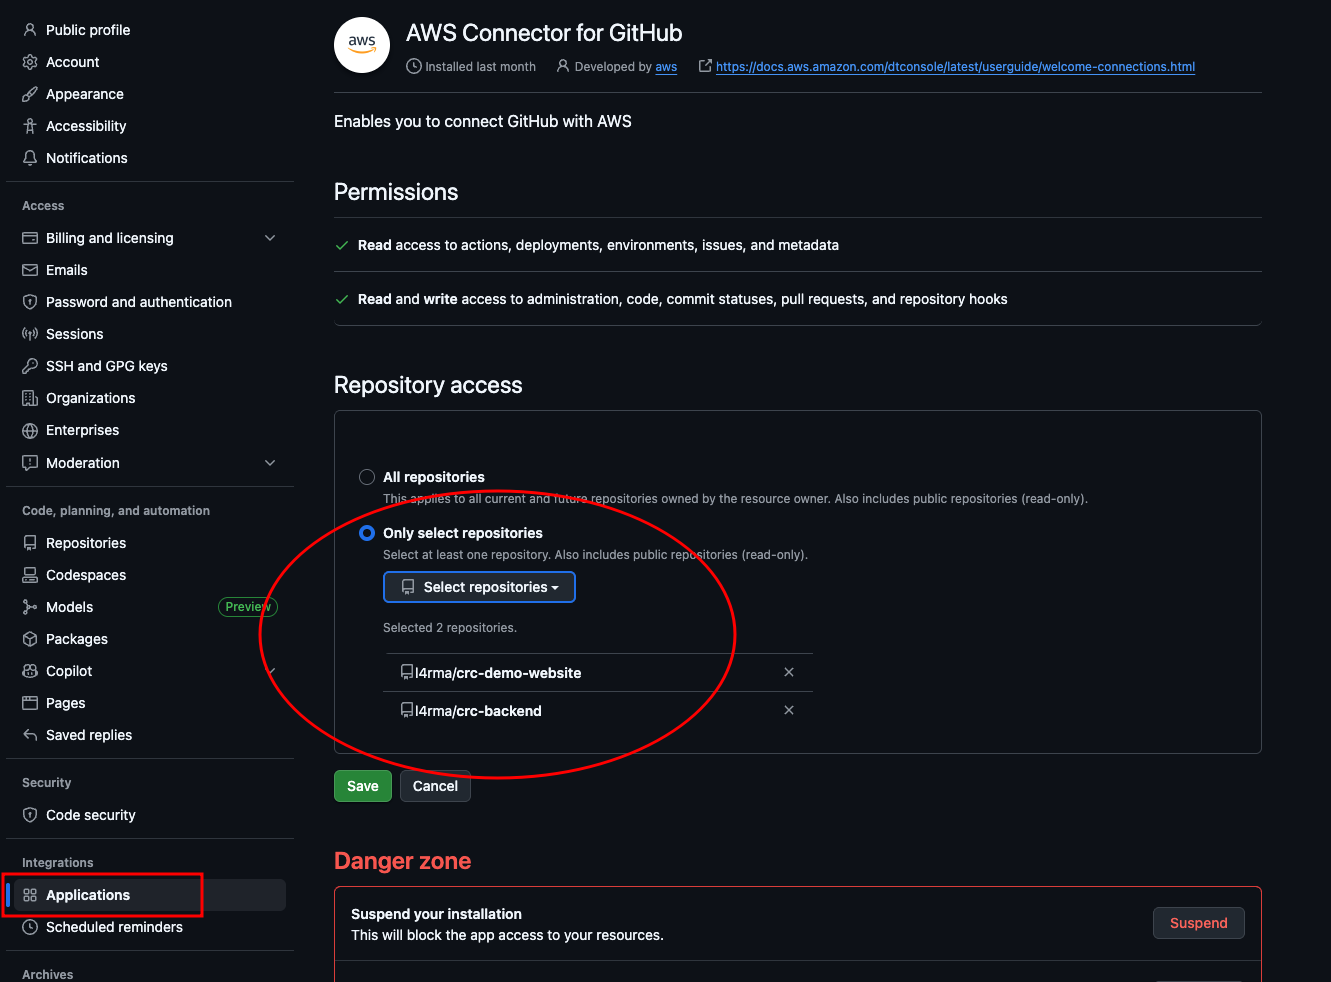 Public profile
Account
Appearance
Accessibility
Notifications
Access
Billing and licensing
Emails
Password and authentication
Sessions
SSH and GPG keys
Organizations
Enterprises
Moderation
Code, planning, and automation
Repositories
Codespaces
Models Preview
Packages
Copilot
Pages
Saved replies
Security
Code security
Integrations
Applications
Scheduled reminders
Archives
aws
AWS Connector for GitHub
Installed last month Developed by aws https://docs.aws.amazon.com/dtconsole/latest/userguide/welcome-connections.html
Enables you to connect GitHub with AWS
Permissions
Read access to actions, deployments, environments, issues, and metadata
Read and write access to administration, code, commit statuses, pull requests, and repository hooks
Repository access
All repositories
This applies to all current and future repositories owned by the resource owner. Also includes public repositories (read-only).
Only select repositories
Select at least one repository. Also includes public repositories (read-only).
Select repositories
Selected 2 repositories.
l4rma/crc-demo-website
l4rma/crc-backend
Save Cancel
Danger zone
Suspend your installation
This will block the app access to your resources.
Suspend